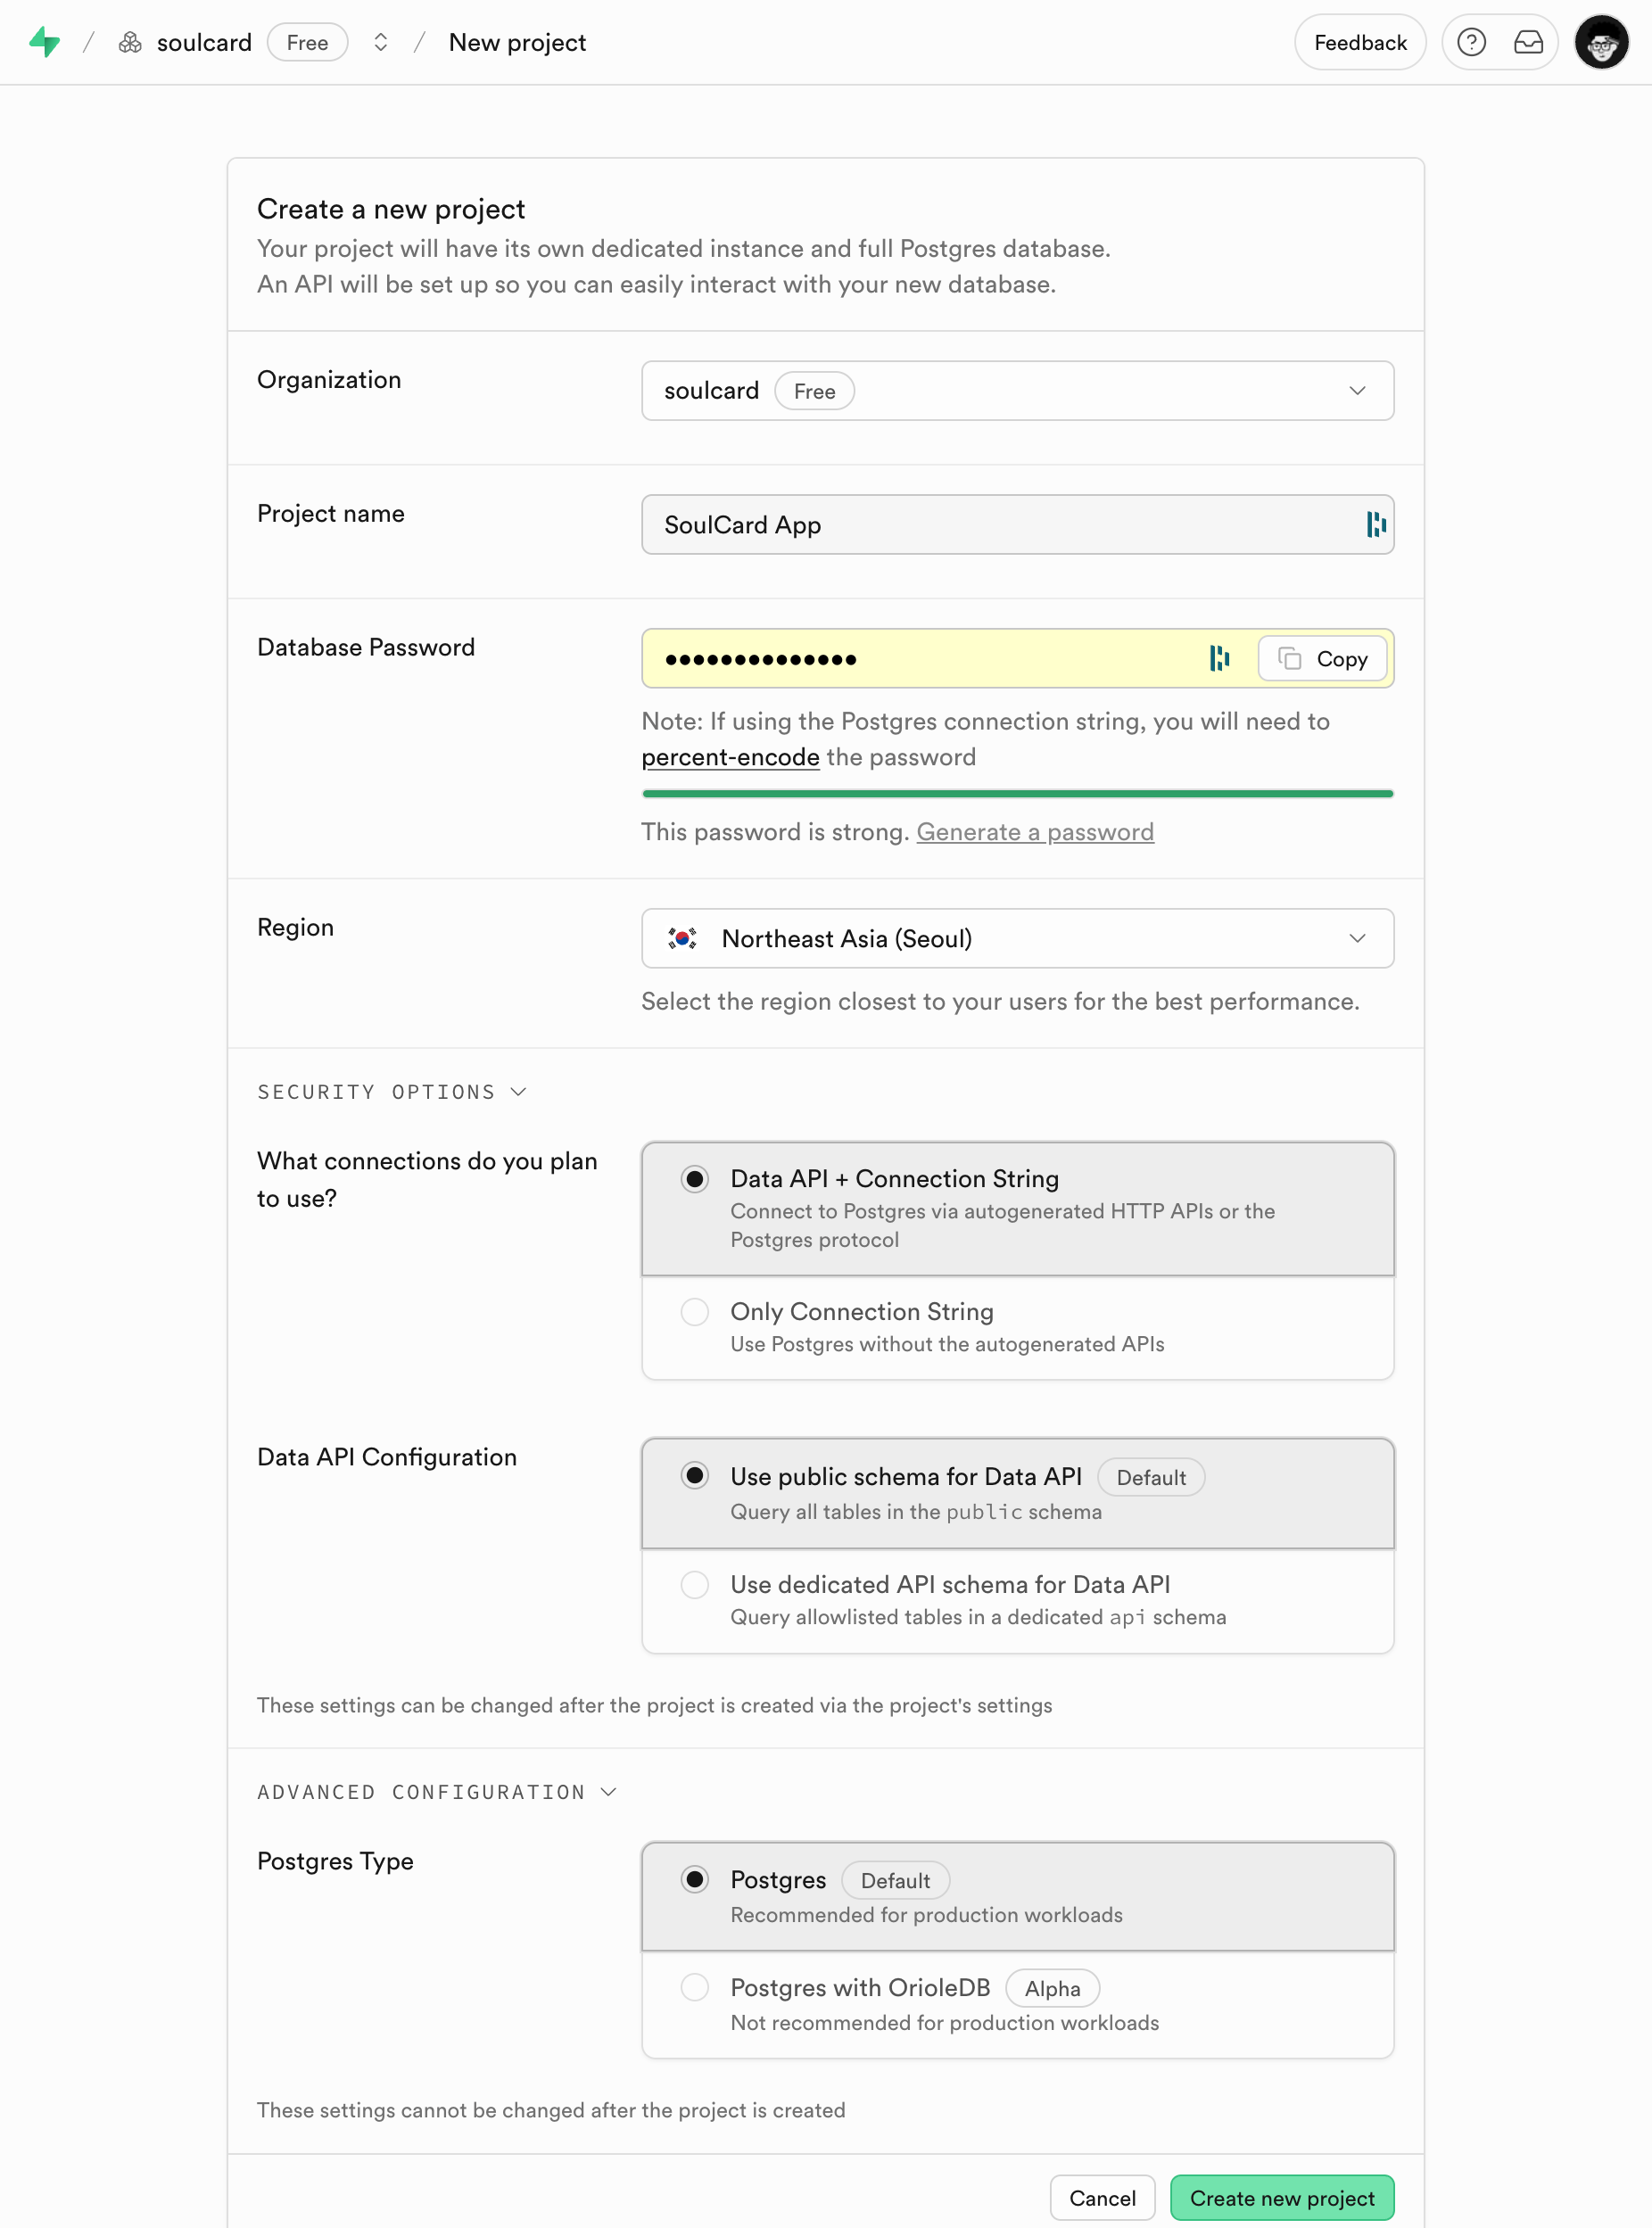 / soulcard Free / New project Feedback
Create a new project
Your project will have its own dedicated instance and full Postgres database.
An API will be set up so you can easily interact with your new database.
Organization
soulcard Free
Project name
SoulCard App
Database Password
●●●●●●●●●●●●●● Copy
Note: If using the Postgres connection string, you will need to
percent-encode the password
This password is strong. Generate a password
Region
Northeast Asia (Seoul)
Select the region closest to your users for the best performance.
SECURITY OPTIONS
What connections do you plan
to use?
Data API + Connection String
Connect to Postgres via autogenerated HTTP APIs or the
Postgres protocol
Only Connection String
Use Postgres without the autogenerated APIs
Data API Configuration
Use public schema for Data API Default
Query all tables in the public schema
Use dedicated API schema for Data API
Query allowlisted tables in a dedicated api schema
These settings can be changed after the project is created via the project's settings
ADVANCED CONFIGURATION
Postgres Type
Postgres Default
Recommended for production workloads
Postgres with OrioleDB Alpha
Not recommended for production workloads
These settings cannot be changed after the project is created
Cancel Create new project